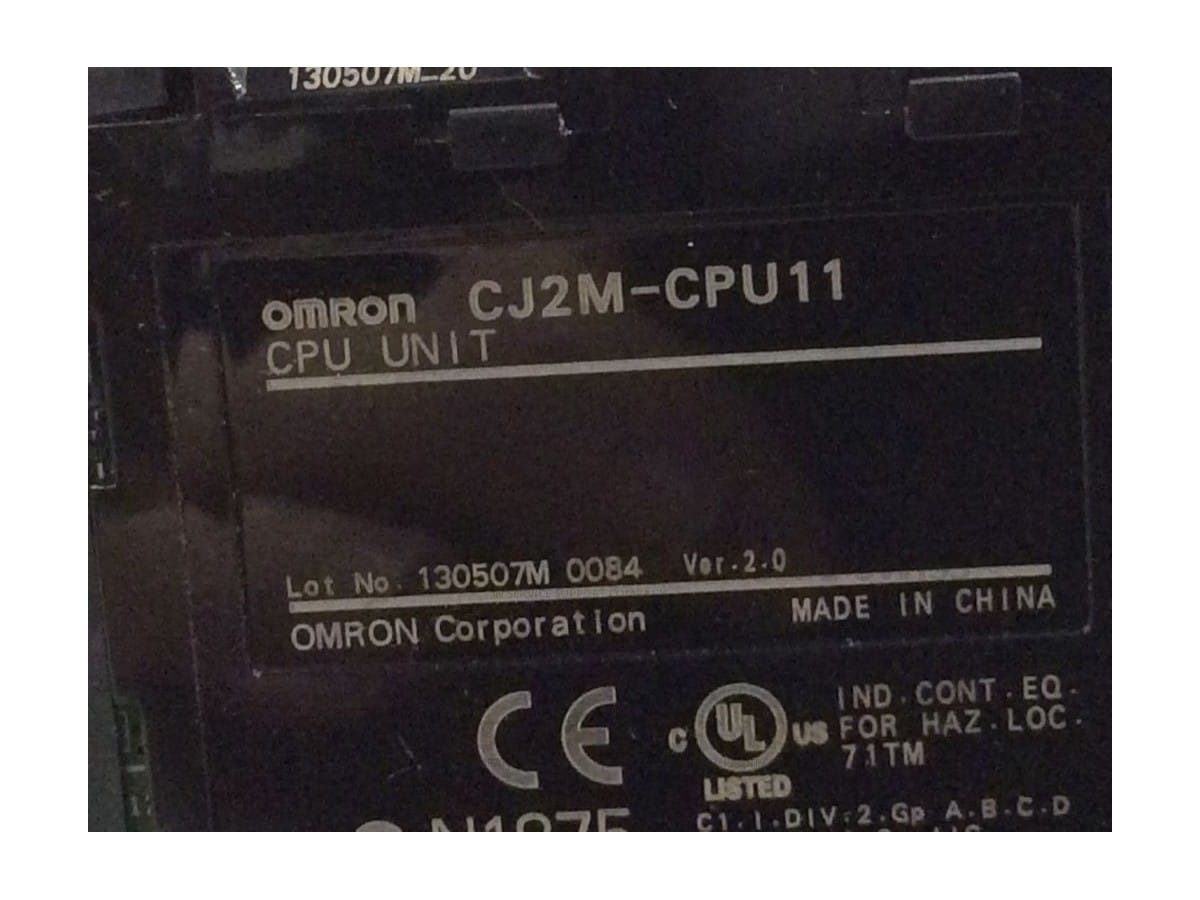 130507M_20
OMRON CJ2M-CPU11
CPU UNIT
Lot No. 130507M 0084 Ver.2.0
OMRON Corporation MADE IN CHINA
CE C UL US LISTED
IND.CONT.EQ.
FOR HAZ.LOC.
71TM
C1.I.DIV.2.Gp A.B.C.D